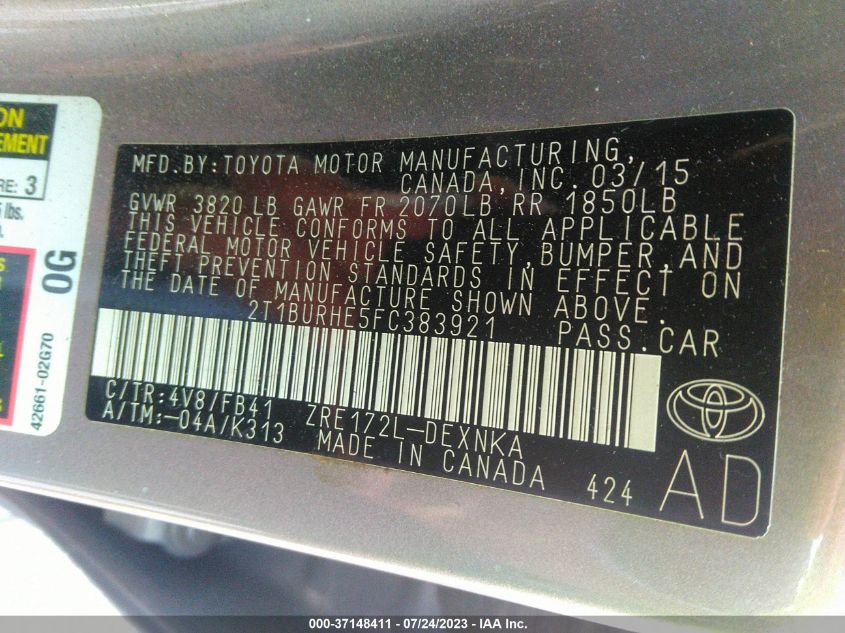 ON
EMENT
RE: 3
lbs.
0G
42661-02G70
MFD.BY:TOYOTA MOTOR MANUFACTURING,
CANADA,INC.03/15
GVWR 3820LB GAWR FR 2070LB RR 1850LB
THIS VEHICLE CONFORMS TO ALL APPLICABLE
FEDERAL MOTOR VEHICLE SAFETY,BUMPER,AND
THEFT PREVENTION STANDARDS IN EFFECT ON
THE DATE OF MANUFACTURE SHOWN ABOVE.
2T1BURHE5FC383921 PASS.CAR
C/TR:4V8/FB41 ZRE172L-DEXNKA
A/TM:-04A/K313 MADE IN CANADA
424
AD
000-37148411 - 07/24/2023 - IAA Inc.